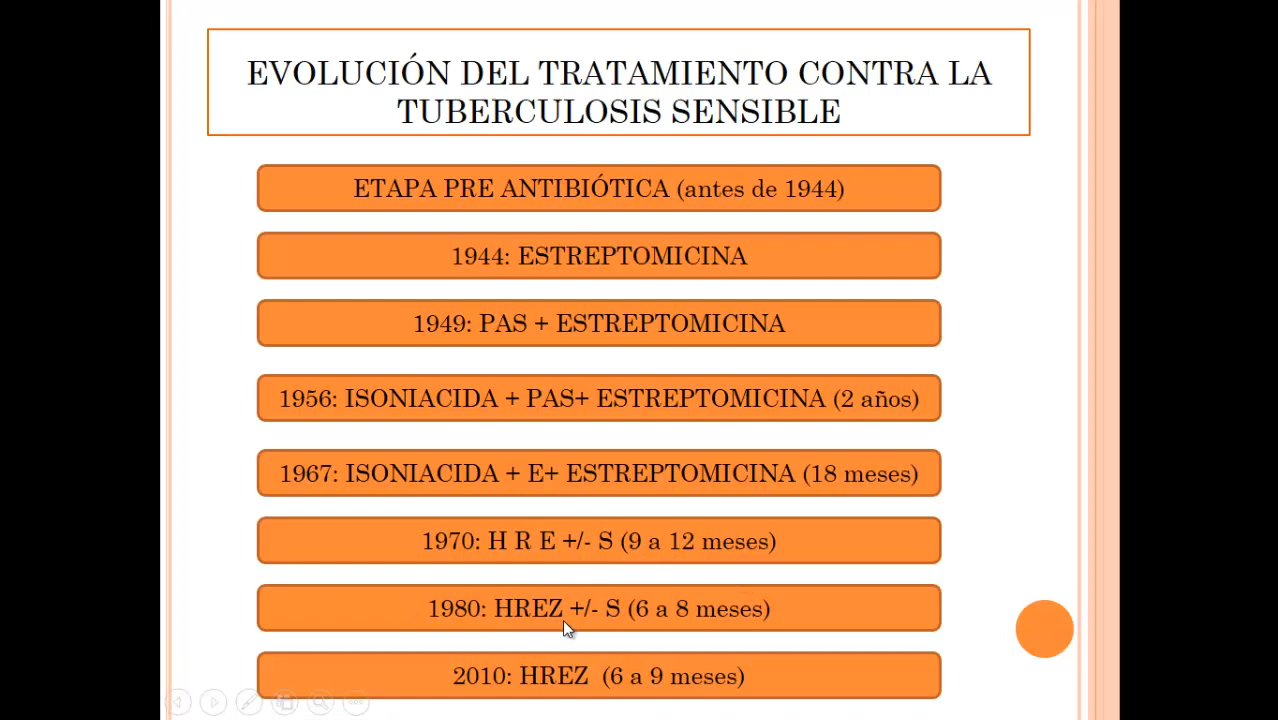 EVOLUCIÓN DEL TRATAMIENTO CONTRA LA
TUBERCULOSIS SENSIBLE
ETAPA PRE ANTIBIÓTICA (antes de 1944)
1944: ESTREPTOMICINA
1949: PAS + ESTREPTOMICINA
1956: ISONIACIDA + PAS+ ESTREPTOMICINA (2 años)
1967: ISONIACIDA + E+ ESTREPTOMICINA (18 meses)
1970: H R E +/- S (9 a 12 meses)
1980: HREZ +/- S (6 a 8 meses)
2010: HREZ (6 a 9 meses)